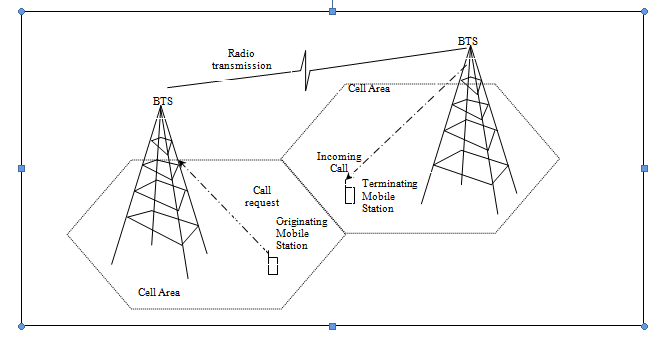 BTS
Radio
transmission
Cell Area
BTS
Incoming
Call
Terminating
Mobile
Station
Call
request
Originating
Mobile
Station
Cell Area